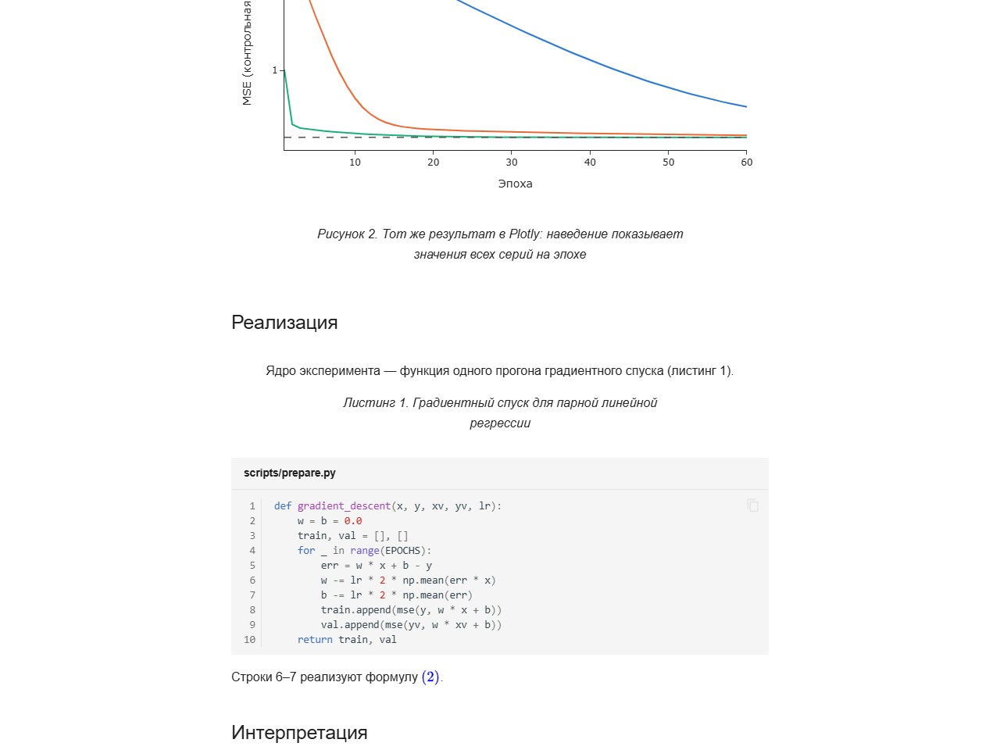 MSE (контрольная
1
10 20 30 40 50 60
Эпоха
Рисунок 2. Тот же результат в Plotly: наведение показывает
значения всех серий на эпохе
Реализация
Ядро эксперимента — функция одного прогона градиентного спуска (листинг 1).
Листинг 1. Градиентный спуск для парной линейной
регрессии
scripts/prepare.py
1 def gradient_descent(x, y, xv, yv, lr):
2     w = b = 0.0
3     train, val = [], []
4     for _ in range(EPOCHS):
5         err = w * x + b - y
6         w -= lr * 2 * np.mean(err * x)
7         b -= lr * 2 * np.mean(err)
8         train.append(mse(y, w * x + b))
9         val.append(mse(yv, w * xv + b))
10     return train, val
Строки 6–7 реализуют формулу (2).
Интерпретация